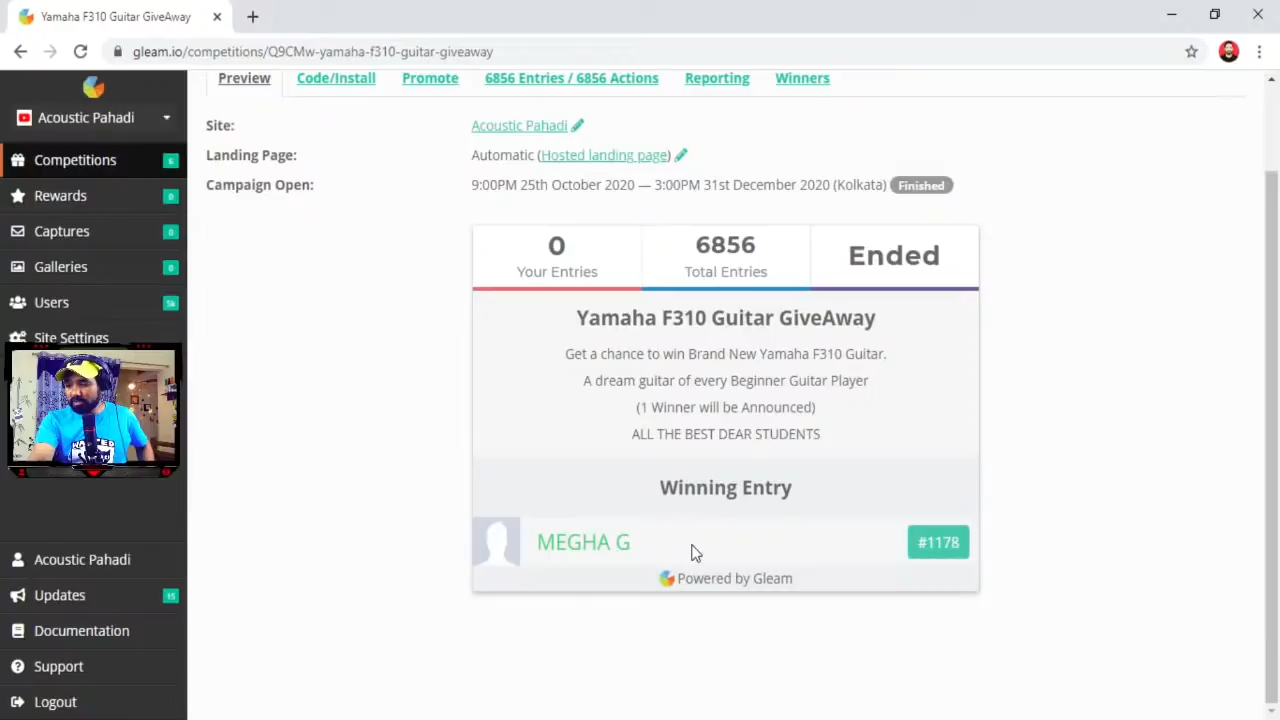 Yamaha F310 Guitar GiveAway
gleam.io/competitions/Q9CMw-yamaha-f310-guitar-giveaway
Acoustic Pahadi
Competitions 6
Rewards 0
Captures 0
Galleries 0
Users 5k
Site Settings
Acoustic Pahadi
Updates 15
Documentation
Support
Logout
Preview Code/Install Promote 6856 Entries / 6856 Actions Reporting Winners
Site: Acoustic Pahadi
Landing Page: Automatic (Hosted landing page)
Campaign Open: 9:00PM 25th October 2020 — 3:00PM 31st December 2020 (Kolkata) Finished
0 6856 Ended
Your Entries Total Entries
Yamaha F310 Guitar GiveAway
Get a chance to win Brand New Yamaha F310 Guitar.
A dream guitar of every Beginner Guitar Player
(1 Winner will be Announced)
ALL THE BEST DEAR STUDENTS
Winning Entry
MEGHA G #1178
Powered by Gleam